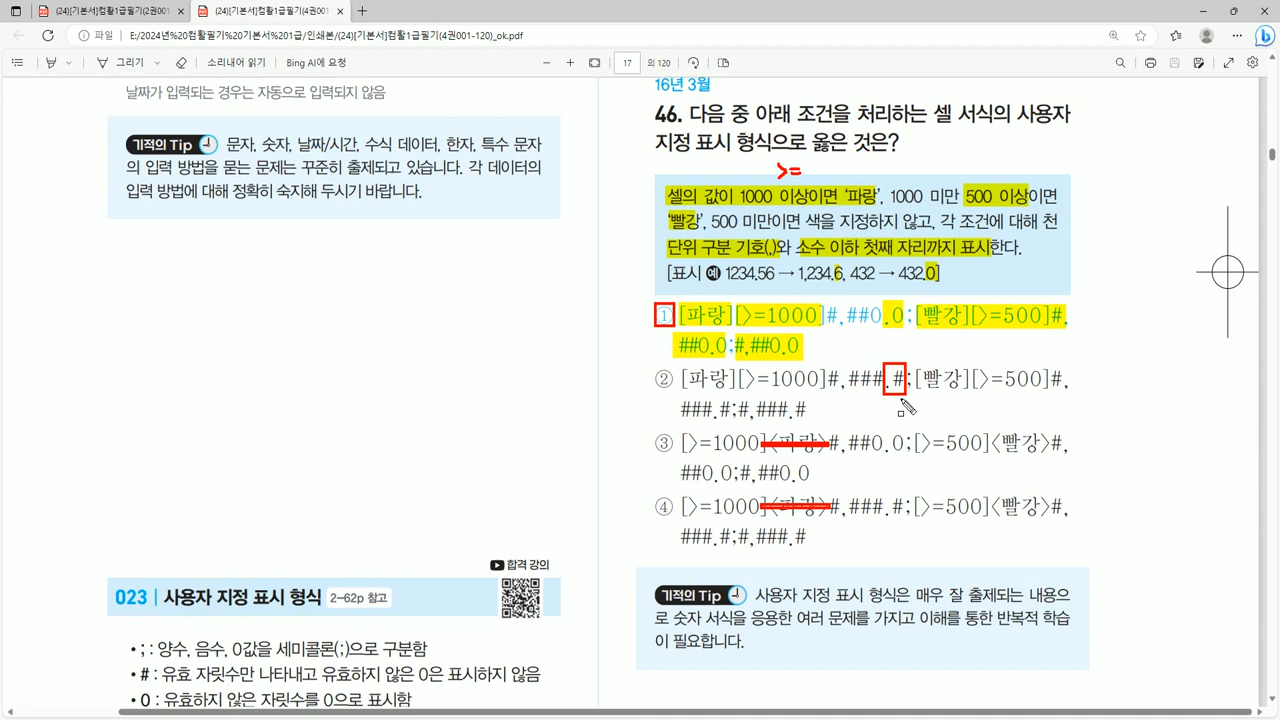 (24)[기본서]컴활1급필기(2권001
(24)[기본서]컴활1급필기(4권001-
파일
E:/2024년%20컴활필기%20기본서%201급/인쇄본/(24)[기본서]컴활1급필기(4권001-120)_ok.pdf
그리기
소리내어 읽기
Bing AI에 요청
17
의 120
날짜가 입력되는 경우는 자동으로 입력되지 않음
기적의 Tip 문자, 숫자, 날짜/시간, 수식 데이터, 한자, 특수 문자
의 입력 방법을 묻는 문제는 꾸준히 출제되고 있습니다. 각 데이터의
입력 방법에 대해 정확히 숙지해 두시기 바랍니다.
합격 강의
023 | 사용자 지정 표시 형식 2-62p 참고
• ; : 양수, 음수, 0값을 세미콜론(;)으로 구분함
• # : 유효 자릿수만 나타내고 유효하지 않은 0은 표시하지 않음
• 0 : 유효하지 않은 자릿수를 0으로 표시함
16년 3월
46. 다음 중 아래 조건을 처리하는 셀 서식의 사용자
지정 표시 형식으로 옳은 것은?
>=
셀의 값이 1000 이상이면 ‘파랑’, 1000 미만 500 이상이면
‘빨강’, 500 미만이면 색을 지정하지 않고, 각 조건에 대해 천
단위 구분 기호(,)와 소수 이하 첫째 자리까지 표시한다.
[표시 예 1234.56 → 1,234.6, 432 → 432.0]
① [파랑][>=1000]#,##0.0;[빨강][>=500]#,
##0.0;#,##0.0
② [파랑][>=1000]#,###.#;[빨강][>=500]#,
###.#;#,###.#
③ [>=1000]<파랑>#,##0.0;[>=500]<빨강>#,
##0.0;#,##0.0
④ [>=1000]<파랑>#,###.#;[>=500]<빨강>#,
###.#;#,###.#
기적의 Tip 사용자 지정 표시 형식은 매우 잘 출제되는 내용으
로 숫자 서식을 응용한 여러 문제를 가지고 이해를 통한 반복적 학습
이 필요합니다.